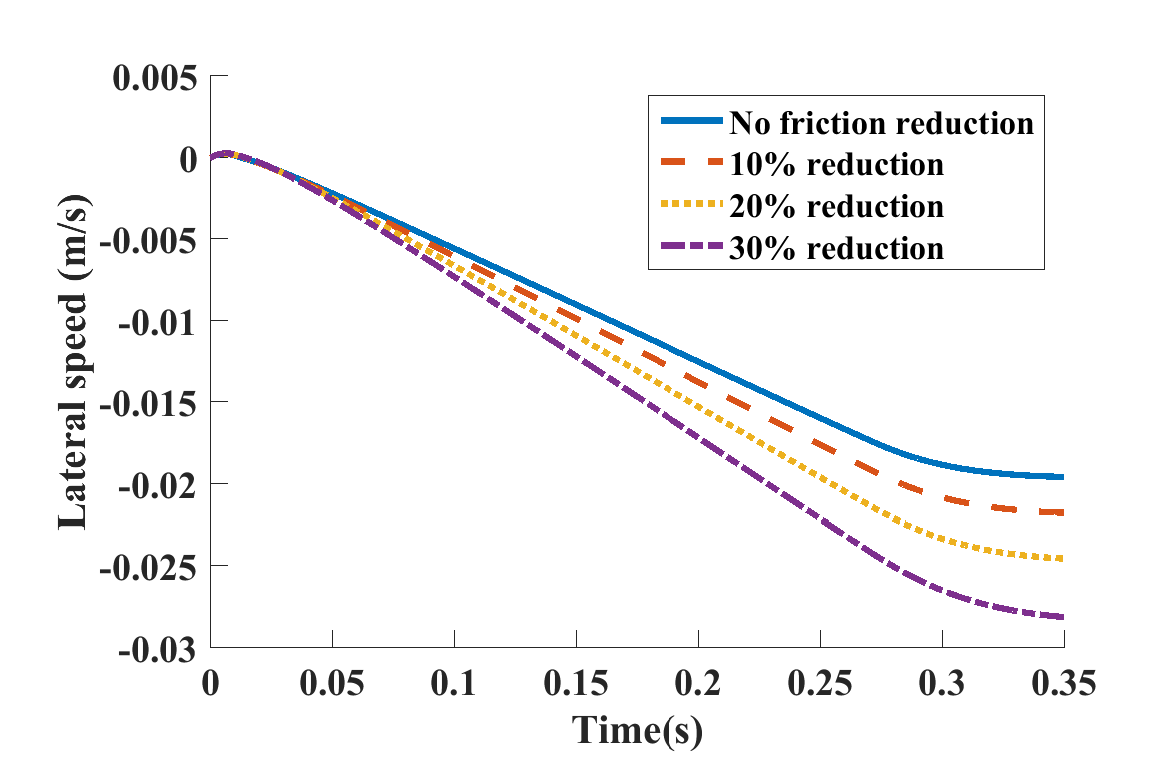 0.005
0
-0.005
-0.01
-0.015
-0.02
-0.025
-0.03
Lateral speed (m/s)
No friction reduction
10% reduction
20% reduction
30% reduction
0 0.05 0.1 0.15 0.2 0.25 0.3 0.35
Time(s)